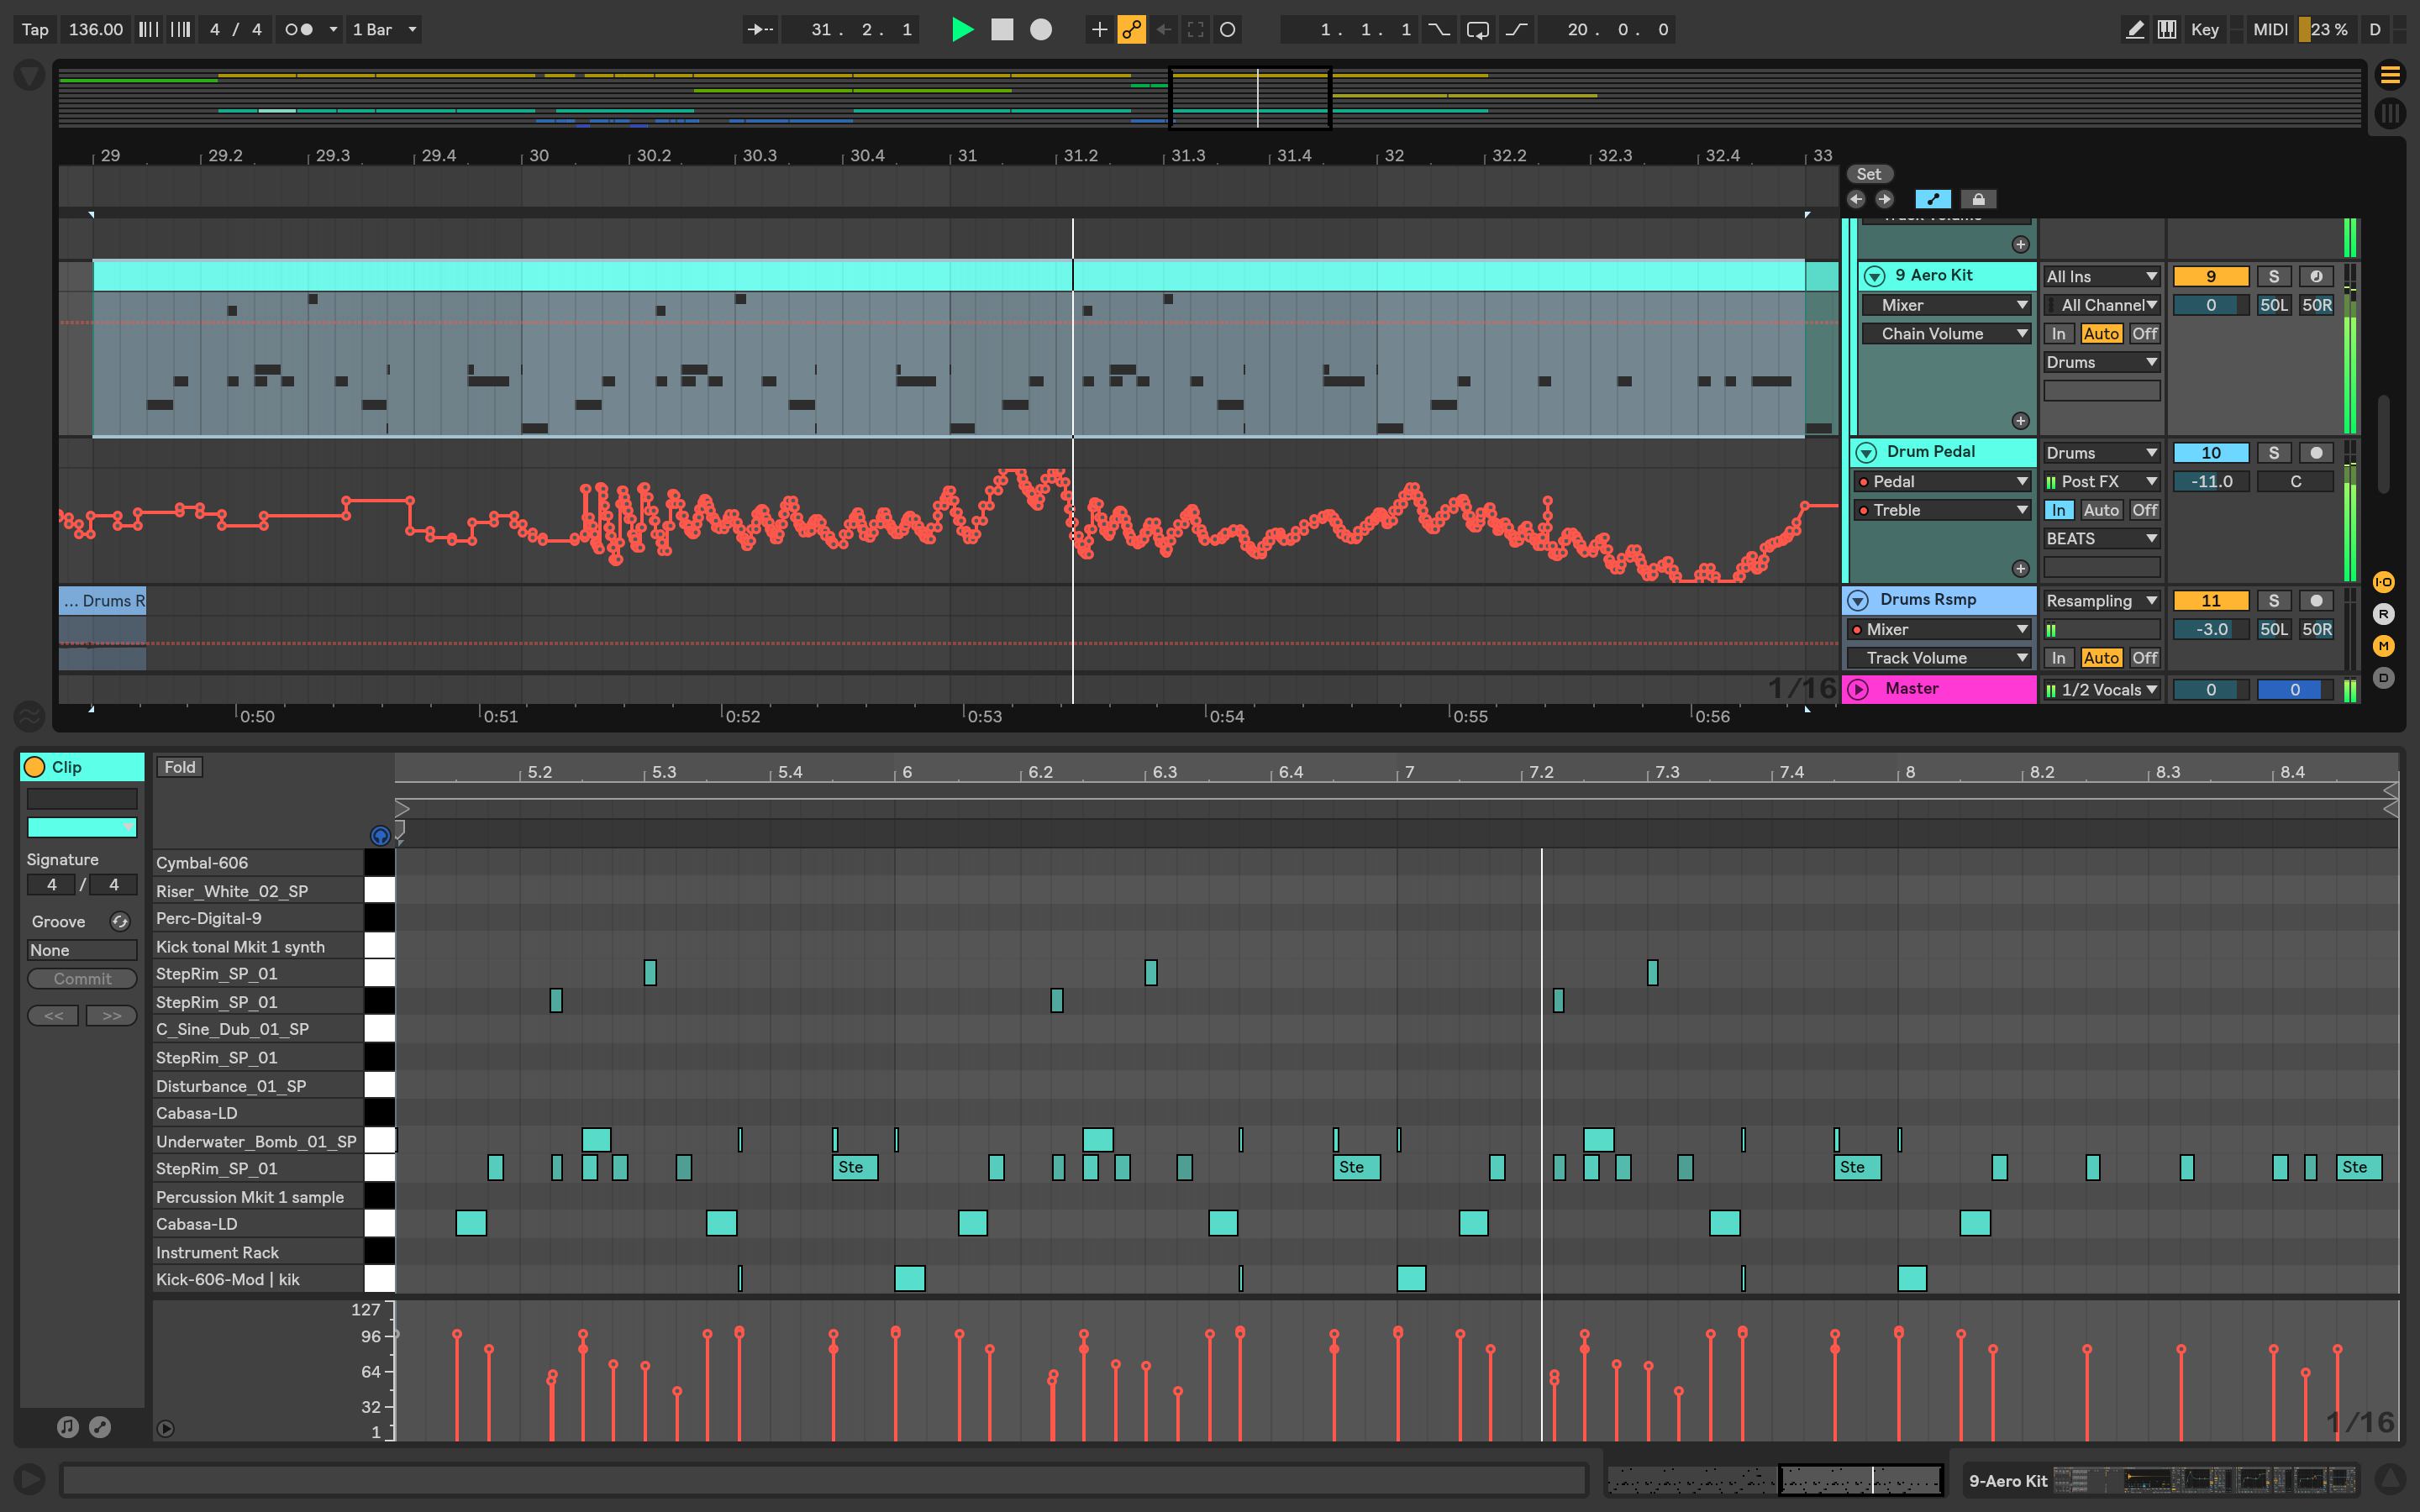 Tap 136.00 4 / 4 1 Bar 31. 2. 1 1. 1. 1 20. 0. 0 Key MIDI 23 % D
29 29.2 29.3 29.4 30 30.2 30.3 30.4 31 31.2 31.3 31.4 32 32.2 32.3 32.4 33
Set
Track Volume
9 Aero Kit All Ins 9 S
Mixer All Channel 0 50L 50R
Chain Volume In Auto Off
Drums
Drum Pedal Drums 10 S
Pedal Post FX -11.0 C
Treble In Auto Off
BEATS
... Drums R Drums Rsmp Resampling 11 S
Mixer -3.0 50L 50R
Track Volume In Auto Off
1/16 Master 1/2 Vocals 0 0
I·O
R
M
D
0:50 0:51 0:52 0:53 0:54 0:55 0:56
Clip Fold
5.2 5.3 5.4 6 6.2 6.3 6.4 7 7.2 7.3 7.4 8 8.2 8.3 8.4
Signature
4 / 4
Groove
None
Commit
<< >>
Cymbal-606
Riser_White_02_SP
Perc-Digital-9
Kick tonal Mkit 1 synth
StepRim_SP_01
StepRim_SP_01
C_Sine_Dub_01_SP
StepRim_SP_01
Disturbance_01_SP
Cabasa-LD
Underwater_Bomb_01_SP
StepRim_SP_01 Ste Ste Ste Ste
Percussion Mkit 1 sample
Cabasa-LD
Instrument Rack
Kick-606-Mod | kik
127
96
64
32
1
1/16
9-Aero Kit